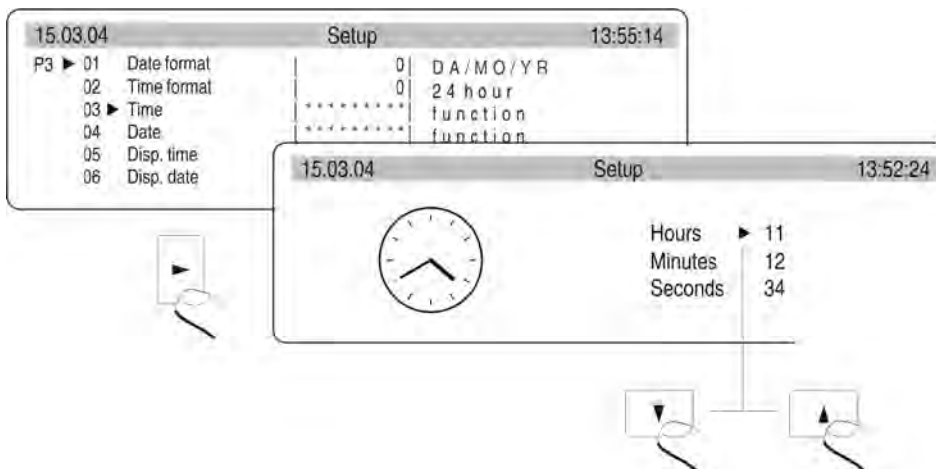 15.03.04 Setup 13:55:14
P3 ► 01 Date format | 0| DA/MO/YR
02 Time format 0| 24 hour
03 ► Time | * * * * * * * * * | function
04 Date | * * * * * * * * * | function
05 Disp. time
06 Disp. date
15.03.04 Setup 13:52:24
Hours ► 11
Minutes 12
Seconds 34